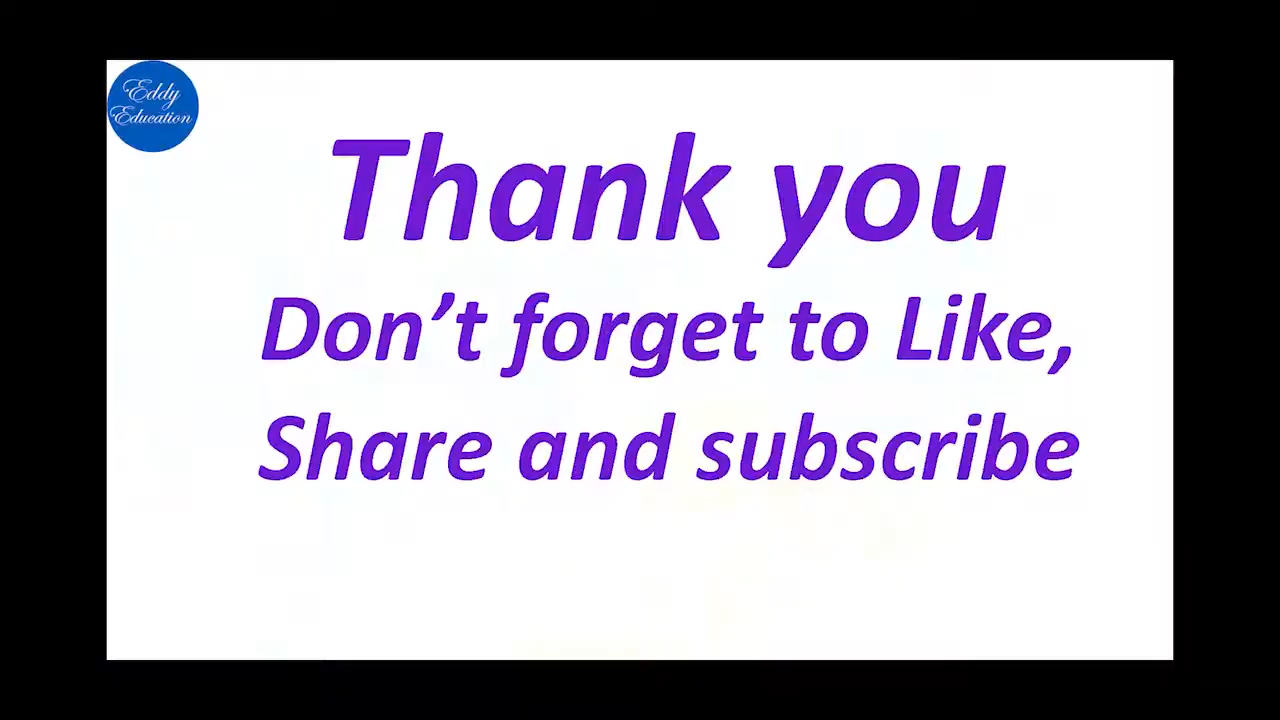 Eddy
Education
Thank you
Don’t forget to Like,
Share and subscribe